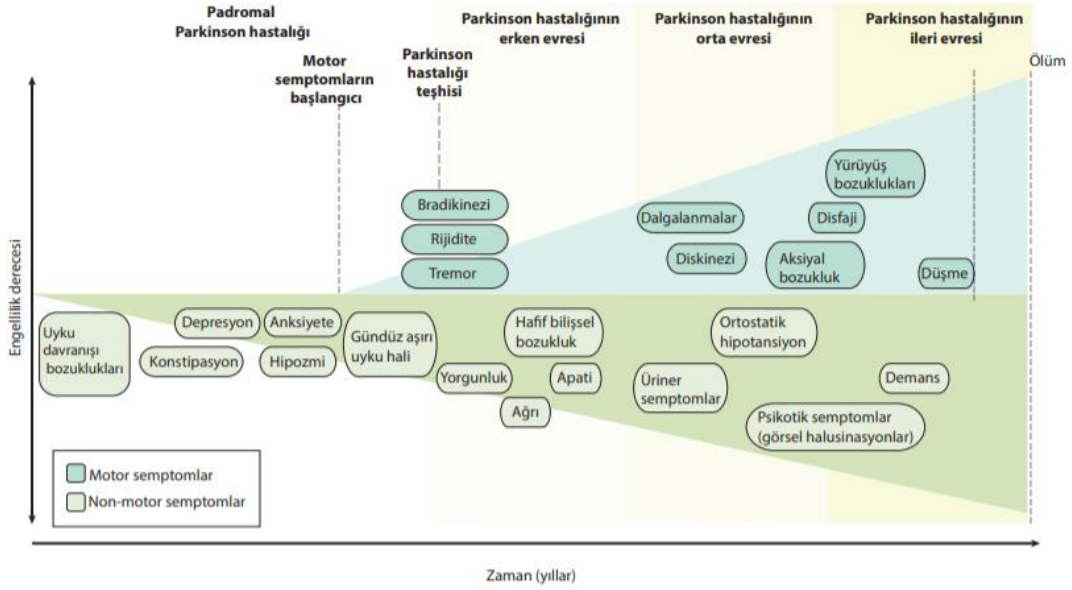 Padromal
Parkinson hastalığı
Parkinson hastalığının
erken evresi
Parkinson hastalığının
orta evresi
Parkinson hastalığının
ileri evresi
Motor
semptomların
başlangıcı
Parkinson
hastalığı
teşhisi
Ölüm
Engellilik derecesi
Bradikinezi
Rijidite
Tremor
Dalgalanmalar
Diskinezi
Yürüyüş
bozuklukları
Disfaji
Aksiyal
bozukluk
Düşme
Uyku
davranışı
bozuklukları
Depresyon
Anksiyete
Konstipasyon
Hipozmi
Gündüz aşırı
uyku hali
Hafif bilişsel
bozukluk
Yorgunluk
Apati
Ağrı
Ortostatik
hipotansiyon
Üriner
semptomlar
Demans
Psikotik semptomlar
(görsel halusinasyonlar)
Motor semptomlar
Non-motor semptomlar
Zaman (yıllar)